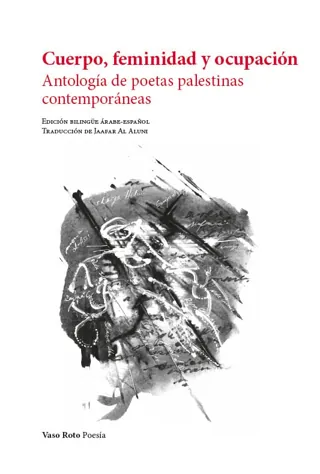 Cuerpo, feminidad y ocupación
Antología de poetas palestinas
contemporáneas
Edición bilingüe árabe-español
Traducción de Jaafar Al Aluni
Vaso Roto Poesía